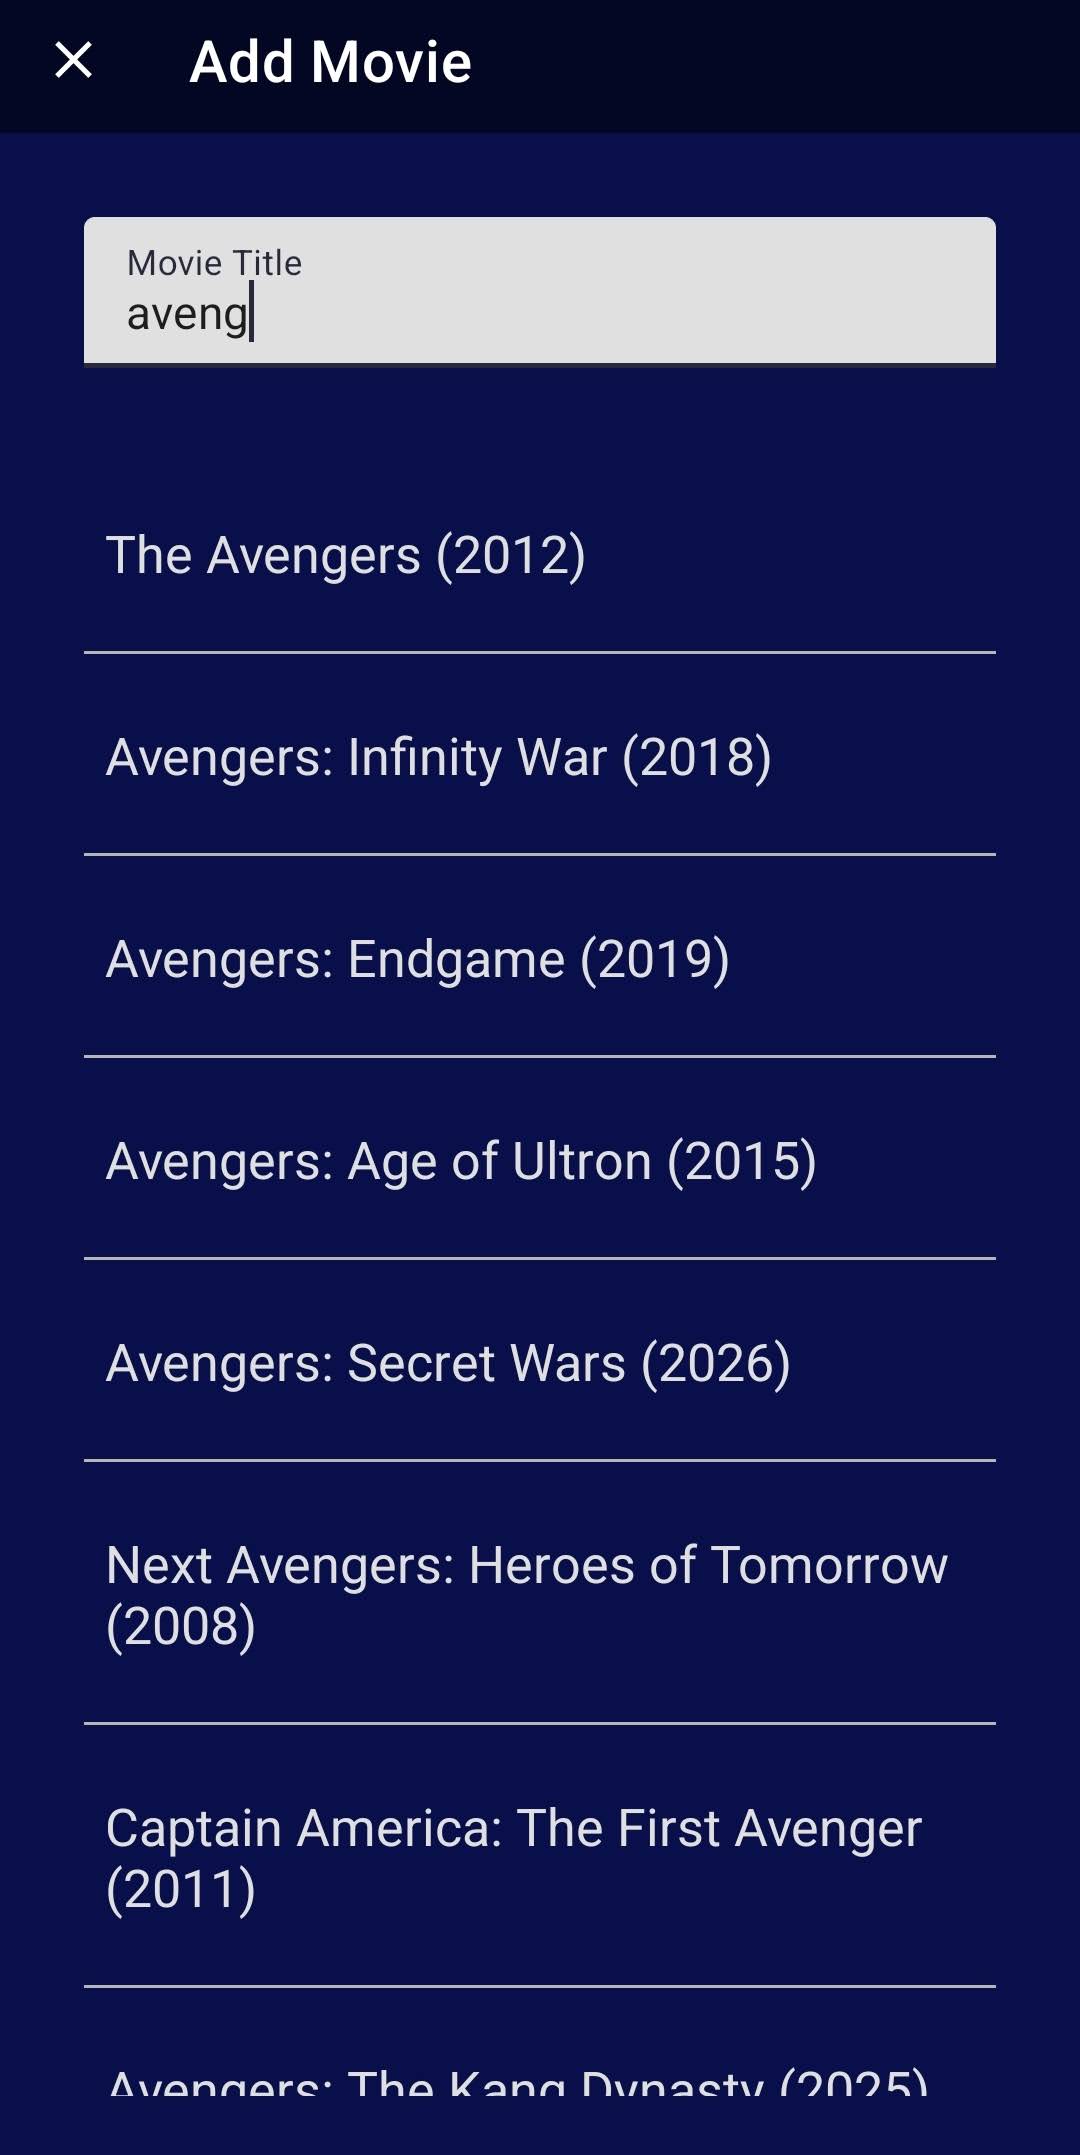 Add Movie
Movie Title
aveng
The Avengers (2012)
Avengers: Infinity War (2018)
Avengers: Endgame (2019)
Avengers: Age of Ultron (2015)
Avengers: Secret Wars (2026)
Next Avengers: Heroes of Tomorrow
(2008)
Captain America: The First Avenger
(2011)
Avengers: The Kang Dynasty (2025)